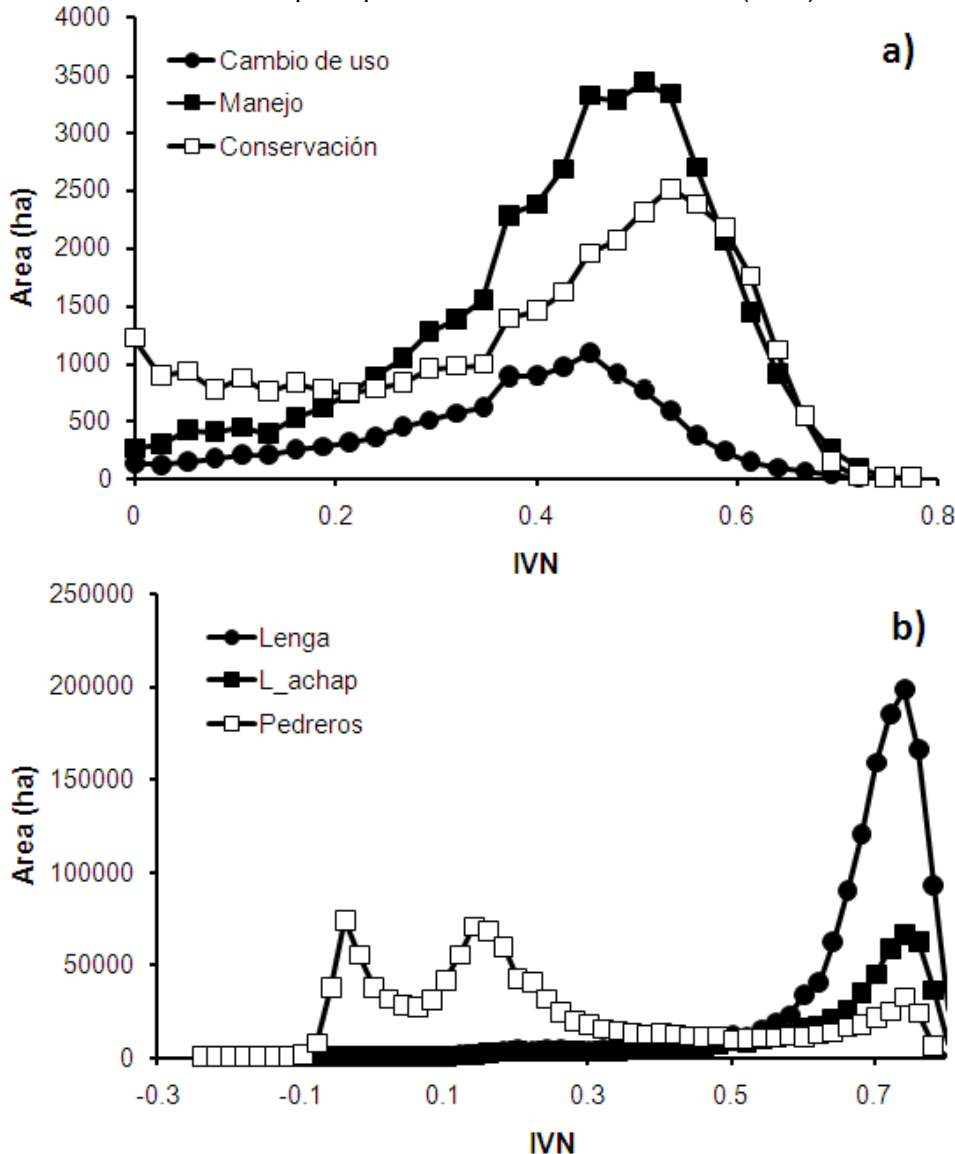 4000
3500
3000
2500
2000
1500
1000
500
0
Area (ha)
Cambio de uso
Manejo
Conservación
a)
0 0.2 0.4 0.6 0.8
IVN
250000
200000
150000
100000
50000
0
Area (ha)
Lenga
L_achap
Pedreros
b)
-0.3 -0.1 0.1 0.3 0.5 0.7
IVN